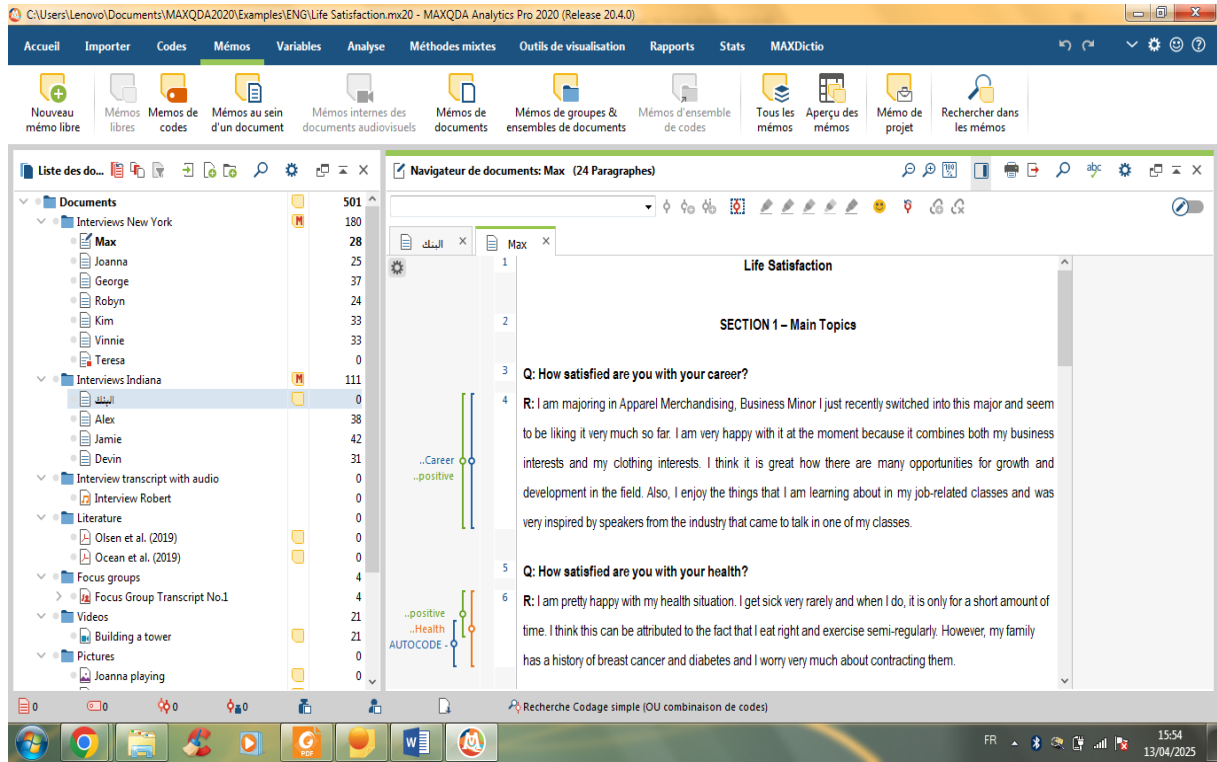 C:\Users\Lenovo\Documents\MAXQDA2020\Examples\ENG\Life Satisfaction.mx20 - MAXQDA Analytics Pro 2020 (Release 20.4.0)
Accueil Importer Codes Mémos Variables Analyse Méthodes mixtes Outils de visualisation Rapports Stats MAXDictio
Nouveau mémo libre
Mémos libres
Memos de codes
Mémos au sein d'un document
Mémos internes des documents audiovisuels
Mémos de documents
Mémos de groupes & ensembles de documents
Mémos d'ensemble de codes
Tous les mémos
Aperçu des mémos
Mémo de projet
Rechercher dans les mémos
Liste des do...
Documents 501
Interviews New York M 180
Max 28
Joanna 25
George 37
Robyn 24
Kim 33
Vinnie 33
Teresa 0
Interviews Indiana M 111
البنك 0
Alex 38
Jamie 42
Devin 31
Interview transcript with audio 0
Interview Robert 0
Literature 0
Olsen et al. (2019) 0
Ocean et al. (2019) 0
Focus groups 4
Focus Group Transcript No.1 4
Videos 21
Building a tower 21
Pictures 0
Joanna playing 0
Navigateur de documents: Max (24 Paragraphes)
100 %
abc
البنك
Max
1 Life Satisfaction
2 SECTION 1 – Main Topics
3 Q: How satisfied are you with your career?
4 R: I am majoring in Apparel Merchandising, Business Minor I just recently switched into this major and seem
to be liking it very much so far. I am very happy with it at the moment because it combines both my business
interests and my clothing interests. I think it is great how there are many opportunities for growth and
development in the field. Also, I enjoy the things that I am learning about in my job-related classes and was
very inspired by speakers from the industry that came to talk in one of my classes.
..Career
..positive
5 Q: How satisfied are you with your health?
6 R: I am pretty happy with my health situation. I get sick very rarely and when I do, it is only for a short amount of
time. I think this can be attributed to the fact that I eat right and exercise semi-regularly. However, my family
has a history of breast cancer and diabetes and I worry very much about contracting them.
..positive
..Health
AUTOCODE -
0 0 0 0
Recherche Codage simple (OU combinaison de codes)
PDF
W
FR
15:54
13/04/2025